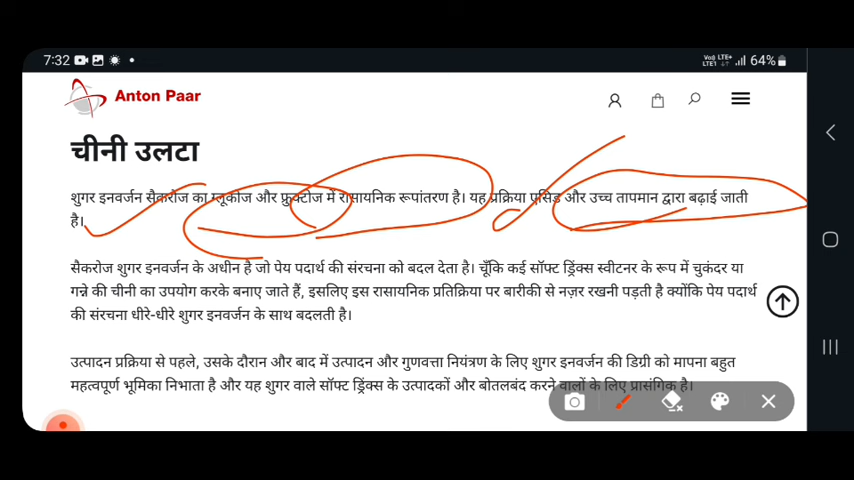 7:32
Vo) LTE+
LTE1
64%
Anton Paar
चीनी उलटा
शुगर इनवर्जन सैकरोज का ग्लूकोज और फ्रुक्टोज में रासायनिक रूपांतरण है। यह प्रक्रिया एसिड और उच्च तापमान द्वारा बढ़ाई जाती
है।
सैकरोज शुगर इनवर्जन के अधीन है जो पेय पदार्थ की संरचना को बदल देता है। चूँकि कई सॉफ्ट ड्रिंक्स स्वीटनर के रूप में चुकंदर या
गन्ने की चीनी का उपयोग करके बनाए जाते हैं, इसलिए इस रासायनिक प्रतिक्रिया पर बारीकी से नज़र रखनी पड़ती है क्योंकि पेय पदार्थ
की संरचना धीरे-धीरे शुगर इनवर्जन के साथ बदलती है।
उत्पादन प्रक्रिया से पहले, उसके दौरान और बाद में उत्पादन और गुणवत्ता नियंत्रण के लिए शुगर इनवर्जन की डिग्री को मापना बहुत
महत्वपूर्ण भूमिका निभाता है और यह शुगर वाले सॉफ्ट ड्रिंक्स के उत्पादकों और बोतलबंद करने वालों के लिए प्रासंगिक है।